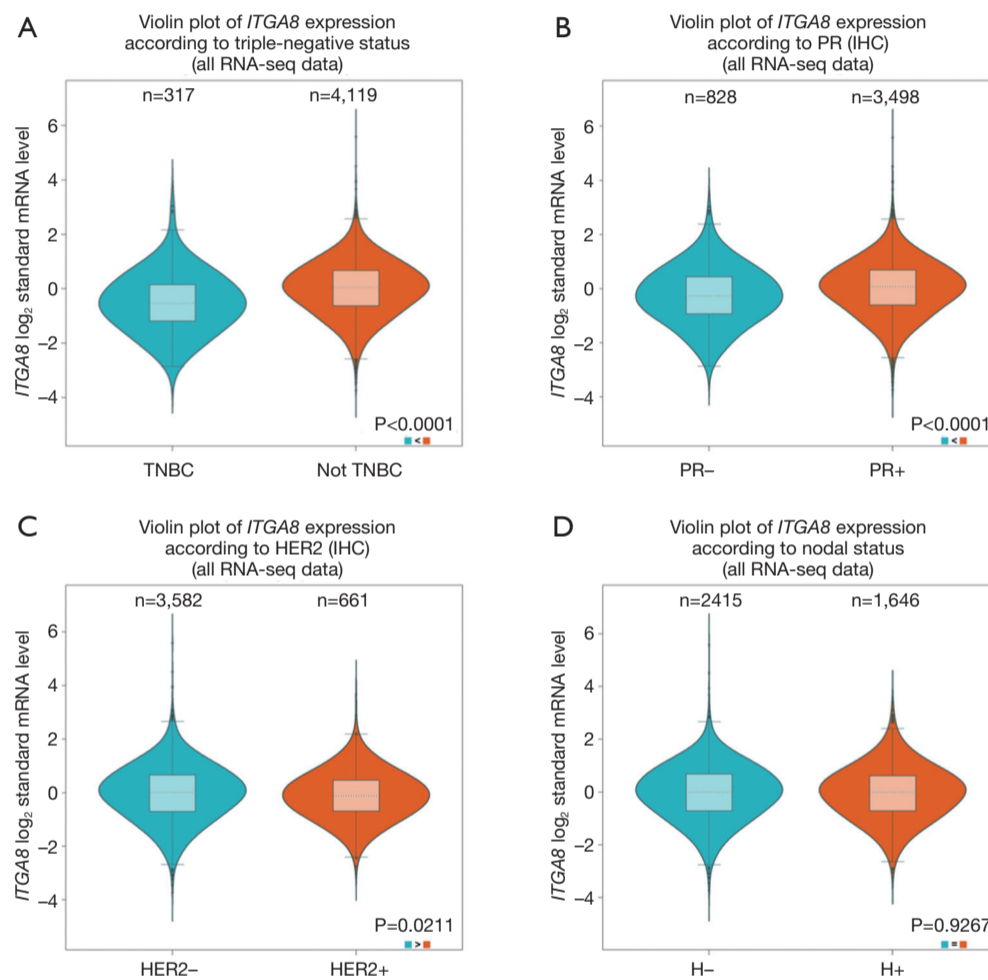 A
Violin plot of ITGA8 expression
according to triple-negative status
(all RNA-seq data)
n=317
n=4,119
ITGA8 log₂ standard mRNA level
6
4
2
0
−2
−4
P<0.0001
<
TNBC
Not TNBC
B
Violin plot of ITGA8 expression
according to PR (IHC)
(all RNA-seq data)
n=828
n=3,498
ITGA8 log₂ standard mRNA level
6
4
2
0
−2
−4
P<0.0001
<
PR−
PR+
C
Violin plot of ITGA8 expression
according to HER2 (IHC)
(all RNA-seq data)
n=3,582
n=661
ITGA8 log₂ standard mRNA level
6
4
2
0
−2
−4
P=0.0211
>
HER2−
HER2+
D
Violin plot of ITGA8 expression
according to nodal status
(all RNA-seq data)
n=2415
n=1,646
ITGA8 log₂ standard mRNA level
6
4
2
0
−2
−4
P=0.9267
=
H−
H+